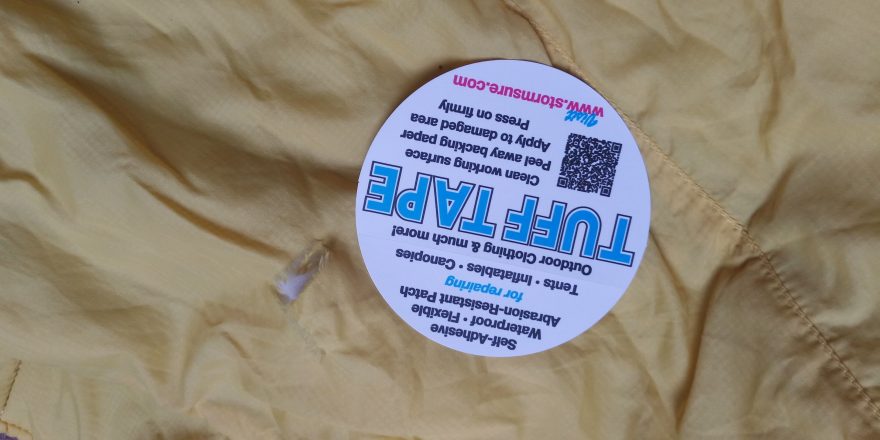 Self-Adhesive
Waterproof • Flexible
Abrasion-Resistant Patch
for repairing
Tents • Inflatables • Canopies
Outdoor Clothing & much more!
TUFF TAPE
Clean working surface
Peel away backing paper
Apply to damaged area
Press on firmly
Visit
www.stormsure.com